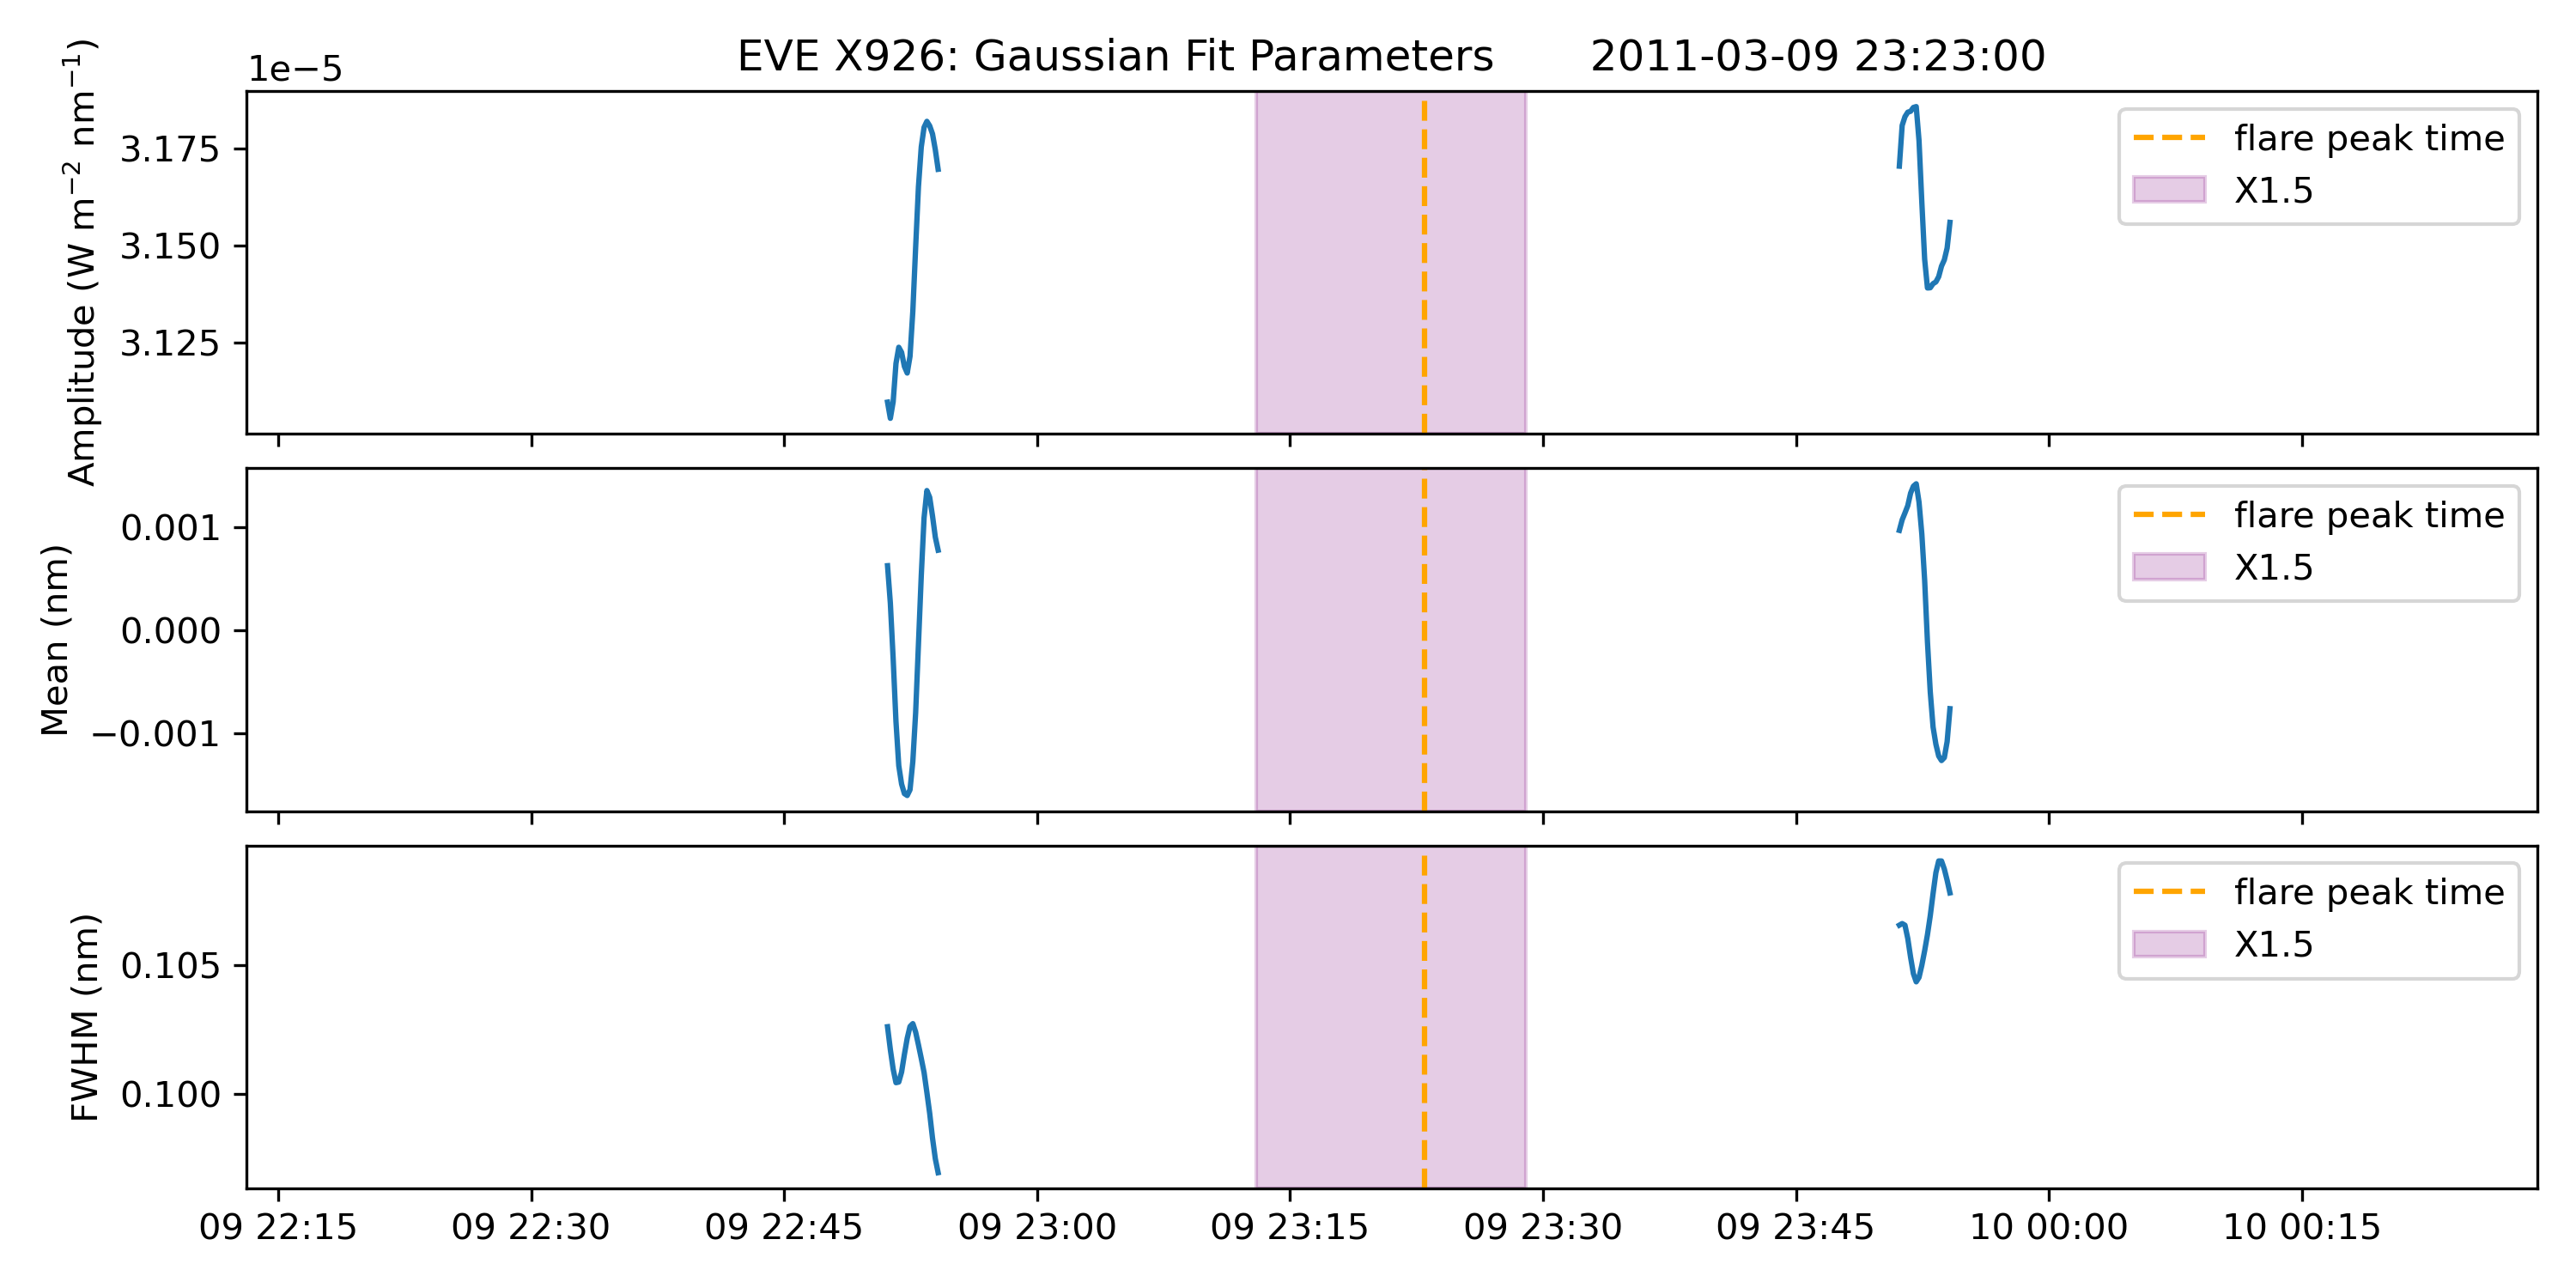 EVE X926: Gaussian Fit Parameters 2011-03-09 23:23:00
1e−5
Amplitude (W m⁻² nm⁻¹)
3.175
3.150
3.125
flare peak time
X1.5
Mean (nm)
0.001
0.000
−0.001
flare peak time
X1.5
FWHM (nm)
0.105
0.100
flare peak time
X1.5
09 22:15 09 22:30 09 22:45 09 23:00 09 23:15 09 23:30 09 23:45 10 00:00 10 00:15